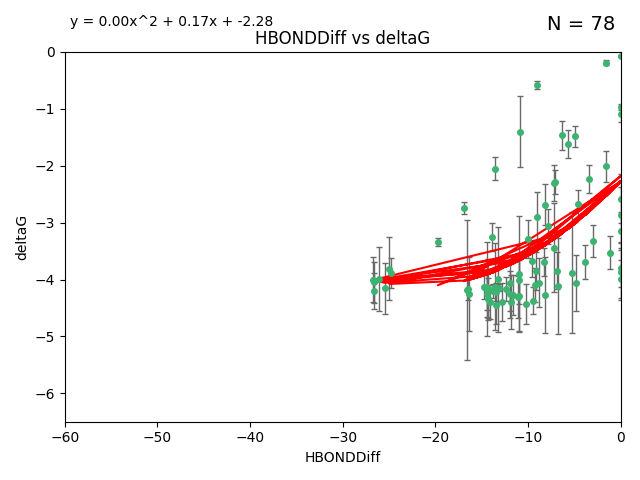 y = 0.00x^2 + 0.17x + -2.28
N = 78
HBONDDiff vs deltaG
0
−1
−2
−3
−4
−5
−6
deltaG
−60 −50 −40 −30 −20 −10 0
HBONDDiff